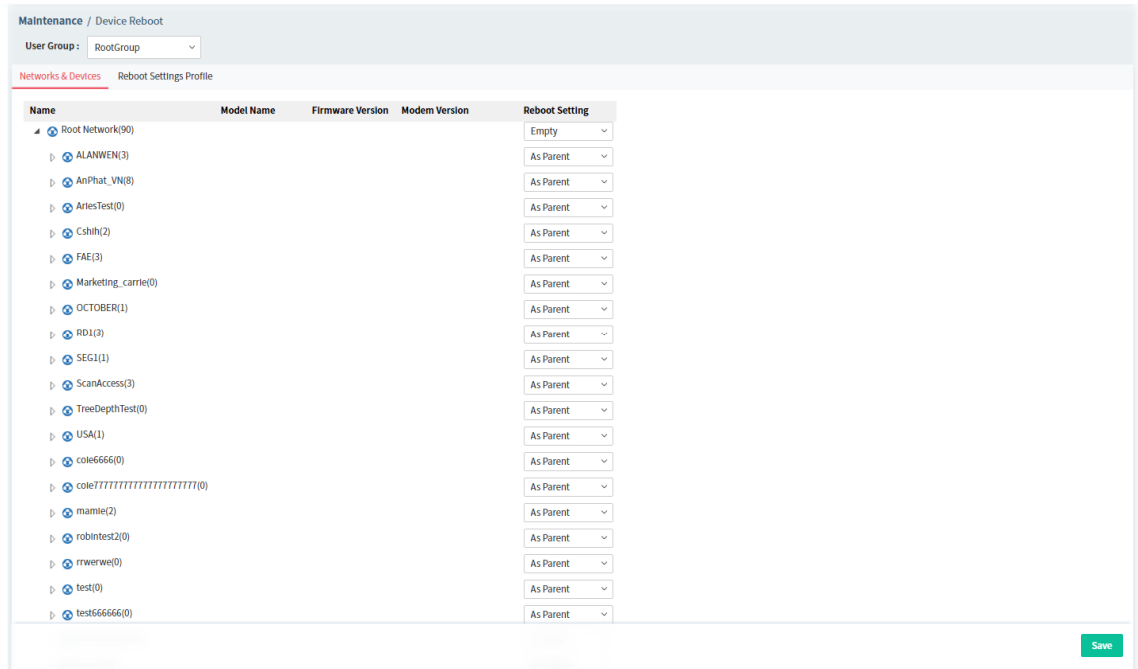 Maintenance / Device Reboot
User Group : RootGroup
Networks & Devices Reboot Settings Profile
Name Model Name Firmware Version Modem Version Reboot Setting
Root Network(90) Empty
ALANWEN(3) As Parent
AnPhat_VN(8) As Parent
AriesTest(0) As Parent
Cshih(2) As Parent
FAE(3) As Parent
Marketing_carrie(0) As Parent
OCTOBER(1) As Parent
RD1(3) As Parent
SEG1(1) As Parent
ScanAccess(3) As Parent
TreeDepthTest(0) As Parent
USA(1) As Parent
cole6666(0) As Parent
cole77777777777777777777(0) As Parent
mamie(2) As Parent
robintest2(0) As Parent
rrwerwe(0) As Parent
test(0) As Parent
test666666(0) As Parent
Save